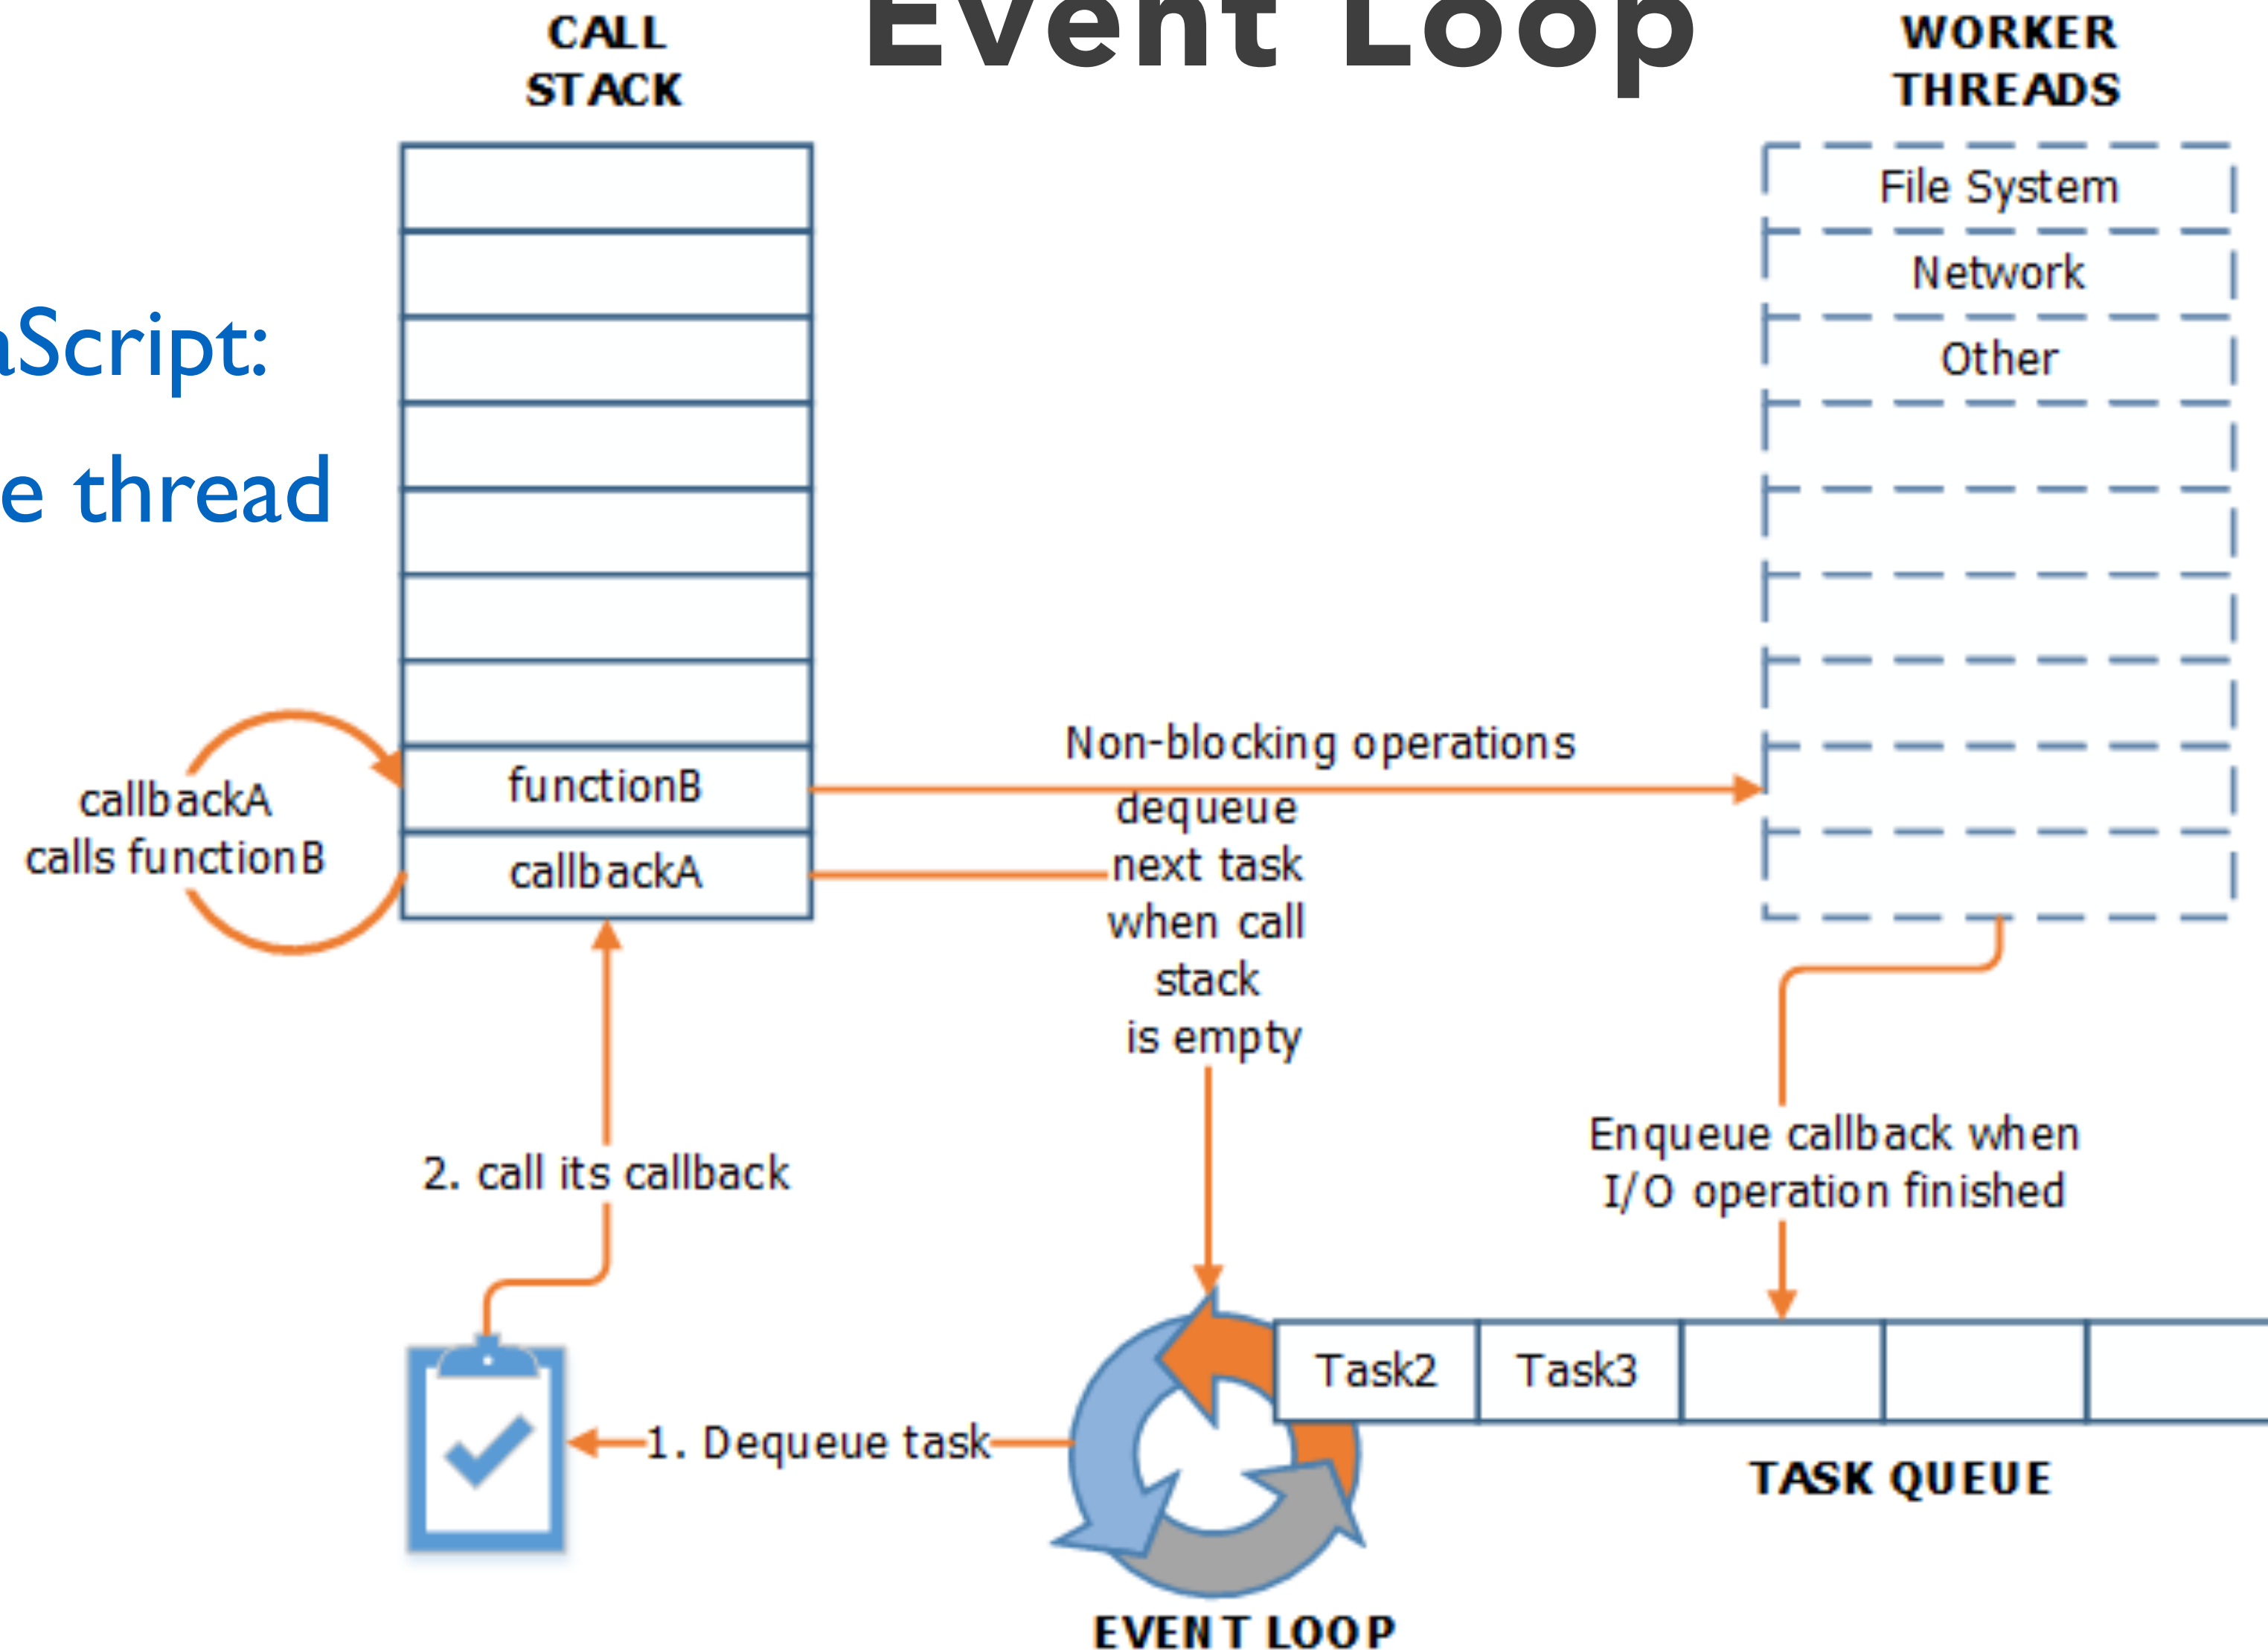 Event Loop
CALL
STACK
WORKER
THREADS
File System
Network
Other
aScript:
e thread
Non-blocking operations
functionB
callbackA
calls functionB
callbackA
dequeue
next task
when call
stack
is empty
Enqueue callback when
I/O operation finished
2. call its callback
Task2
Task3
1. Dequeue task
TASK QUEUE
EVENT LOOP